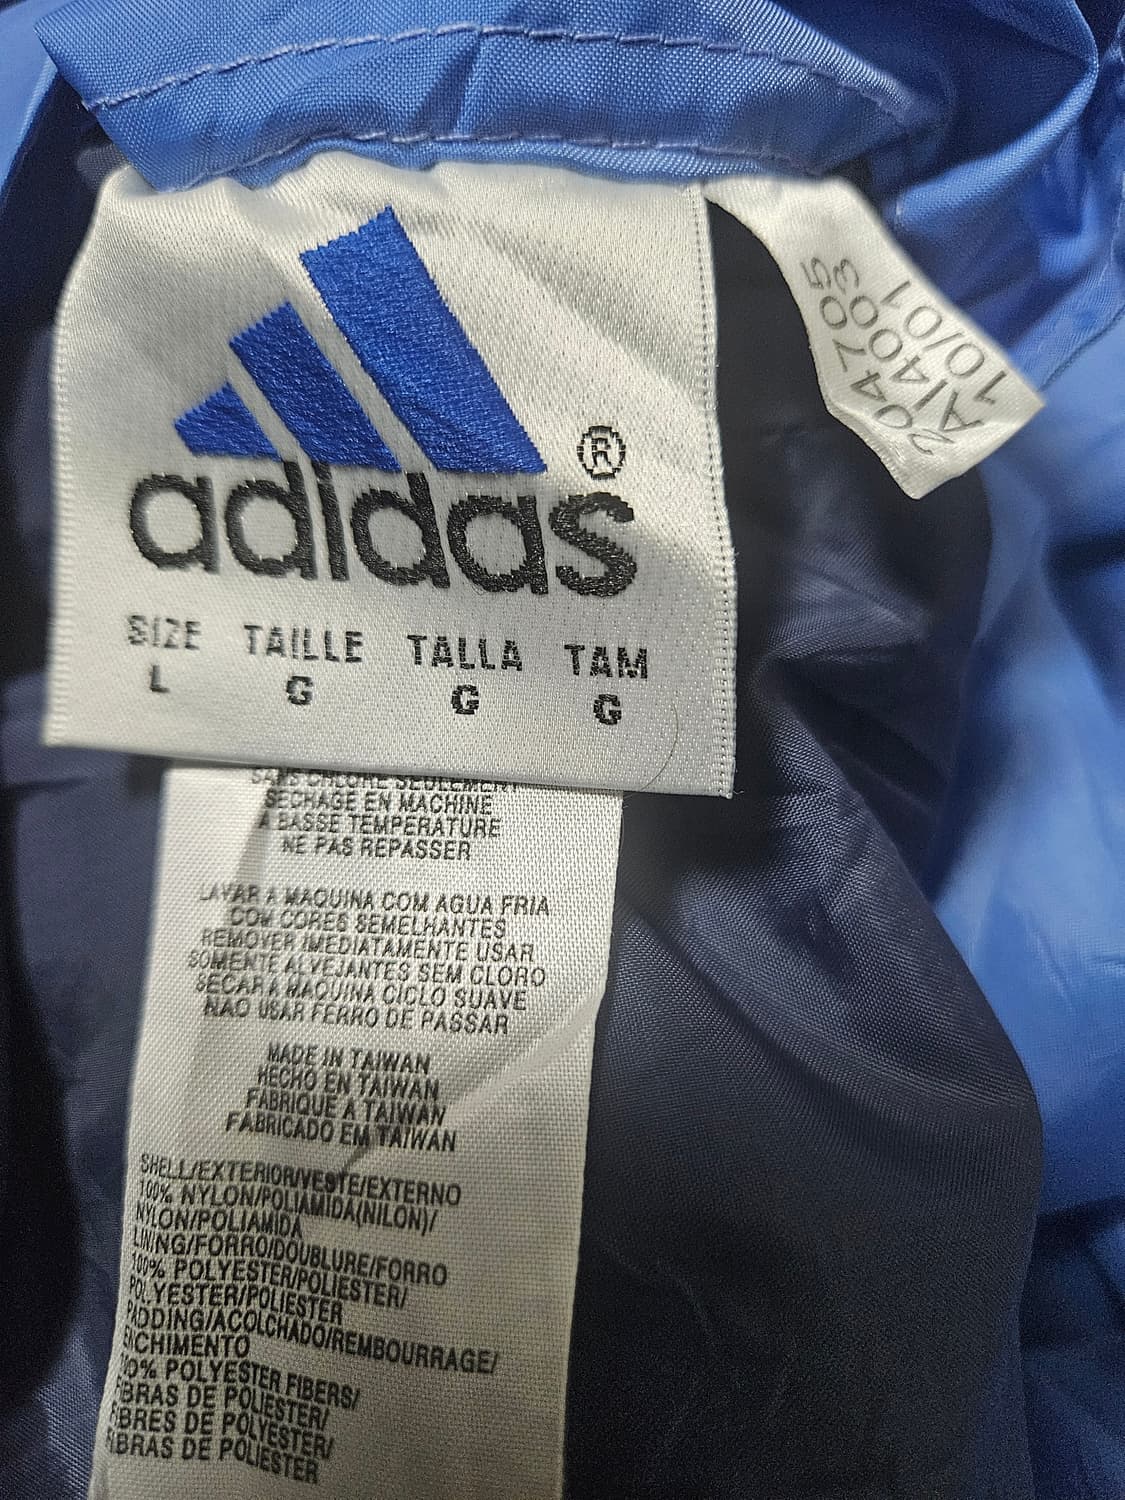 ®
adidas
SIZE TAILLE TALLA TAM
L G G G
204705
A14003
10/01
SECHAGE EN MACHINE
A BASSE TEMPERATURE
NE PAS REPASSER
LAVAR A MAQUINA COM AGUA FRIA
COM CORES SEMELHANTES
REMOVER IMEDIATAMENTE USAR
SOMENTE ALVEJANTES SEM CLORO
SECAR A MAQUINA CICLO SUAVE
NAO USAR FERRO DE PASSAR
MADE IN TAIWAN
HECHO EN TAIWAN
FABRIQUE A TAIWAN
FABRICADO EM TAIWAN
SHELL/EXTERIOR/VESTE/EXTERNO
100% NYLON/POLIAMIDA(NILON)/
NYLON/POLIAMIDA
LINING/FORRO/DOUBLURE/FORRO
100% POLYESTER/POLIESTER/
POLYESTER/POLIESTER
PADDING/ACOLCHADO/REMBOURRAGE/
ENCHIMENTO
100% POLYESTER FIBERS/
FIBRAS DE POLIESTER/
FIBRES DE POLYESTER/
FIBRAS DE POLIESTER